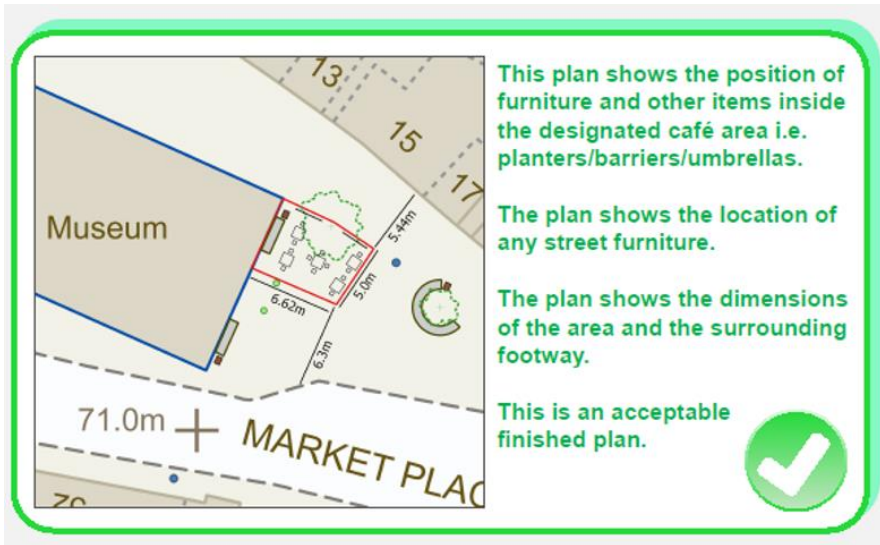 13
15
17
Museum
5.44m
5.0m
6.62m
6.3m
71.0m
MARKET PLAC
This plan shows the position of
furniture and other items inside
the designated café area i.e.
planters/barriers/umbrellas.
The plan shows the location of
any street furniture.
The plan shows the dimensions
of the area and the surrounding
footway.
This is an acceptable
finished plan.